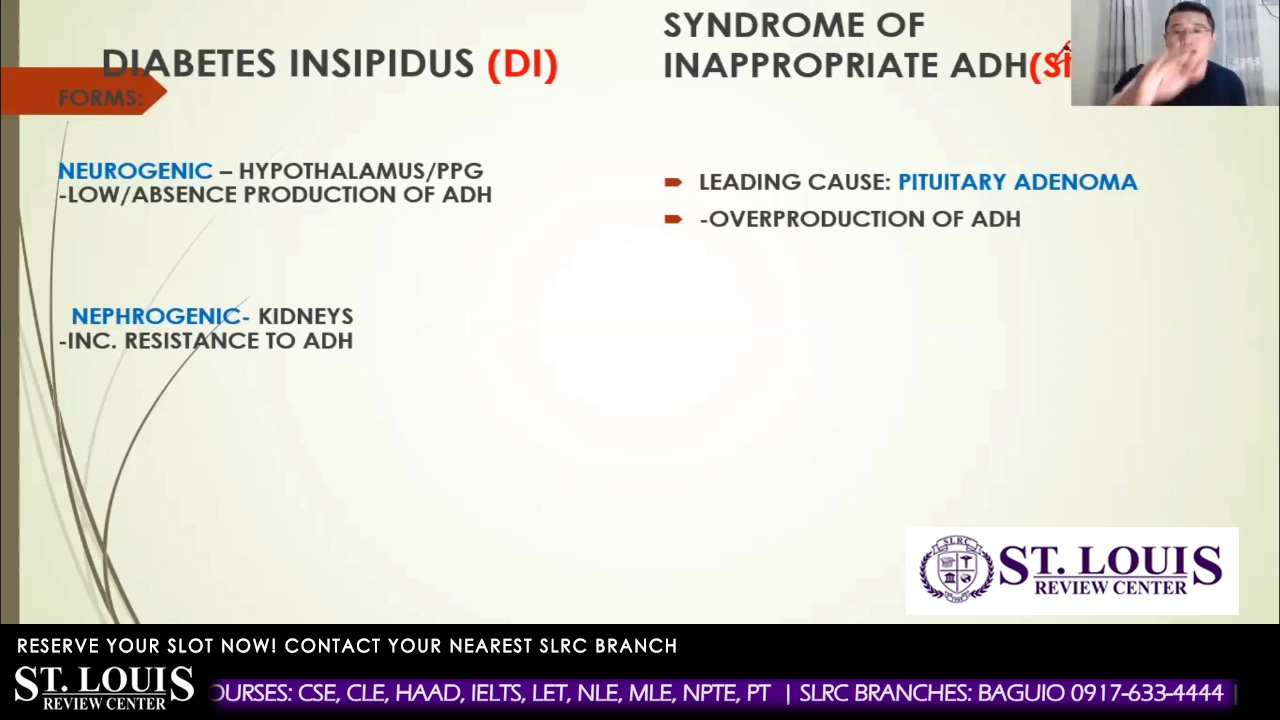 DIABETES INSIPIDUS (DI)
FORMS:
NEUROGENIC – HYPOTHALAMUS/PPG
-LOW/ABSENCE PRODUCTION OF ADH
NEPHROGENIC- KIDNEYS
-INC. RESISTANCE TO ADH
SYNDROME OF
INAPPROPRIATE ADH
LEADING CAUSE: PITUITARY ADENOMA
-OVERPRODUCTION OF ADH
SLRC
ST. LOUIS
REVIEW CENTER
RESERVE YOUR SLOT NOW! CONTACT YOUR NEAREST SLRC BRANCH
ST. LOUIS
REVIEW CENTER
OURSES: CSE, CLE, HAAD, IELTS, LET, NLE, MLE, NPTE, PT | SLRC BRANCHES: BAGUIO 0917-633-4444 |